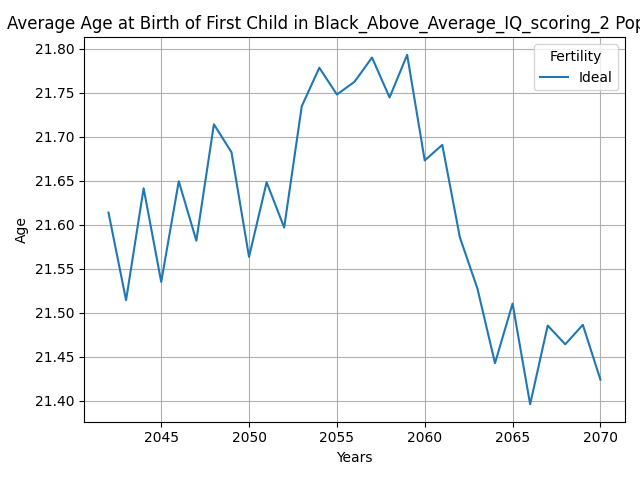 Average Age at Birth of First Child in Black_Above_Average_IQ_scoring_2 Pop
Fertility
Ideal
21.80
21.75
21.70
21.65
21.60
21.55
21.50
21.45
21.40
Age
2045 2050 2055 2060 2065 2070
Years